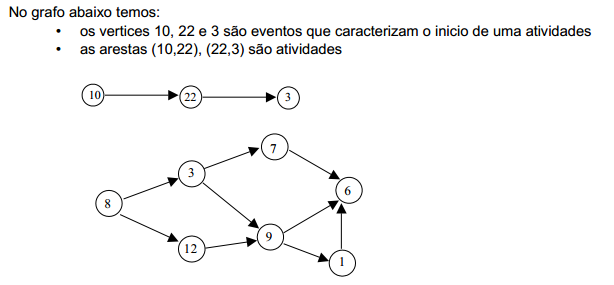 No grafo abaixo temos:
• os vertices 10, 22 e 3 são eventos que caracterizam o inicio de uma atividades
• as arestas (10,22), (22,3) são atividades
10 22 3
7
3
6
8
9
12
1